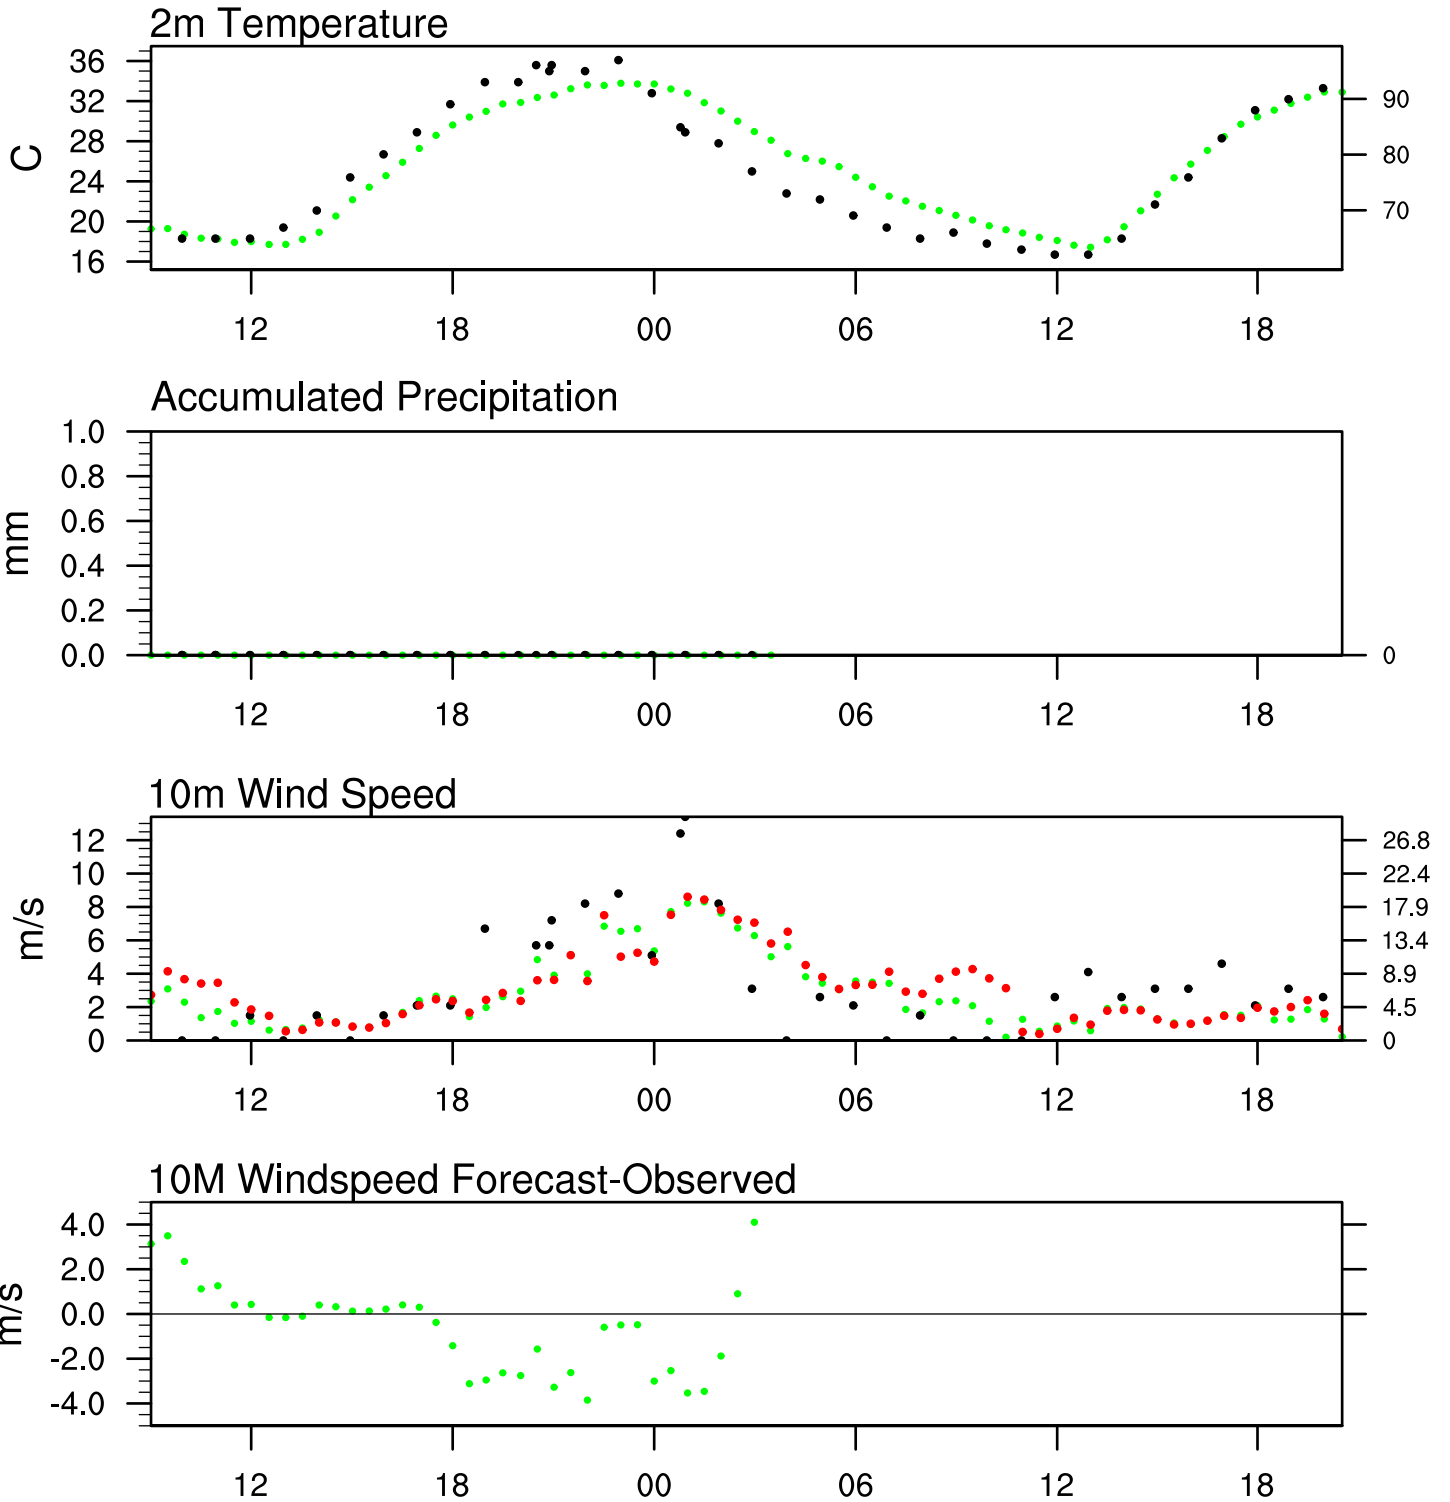 2m Temperature
36
32
28
24
20
16
C
90
80
70
12 18 00 06 12 18
Accumulated Precipitation
1.0
0.8
0.6
0.4
0.2
0.0
mm
0
12 18 00 06 12 18
10m Wind Speed
12
10
8
6
4
2
0
m/s
26.8
22.4
17.9
13.4
8.9
4.5
0
12 18 00 06 12 18
10M Windspeed Forecast-Observed
4.0
2.0
0.0
-2.0
-4.0
m/s
12 18 00 06 12 18